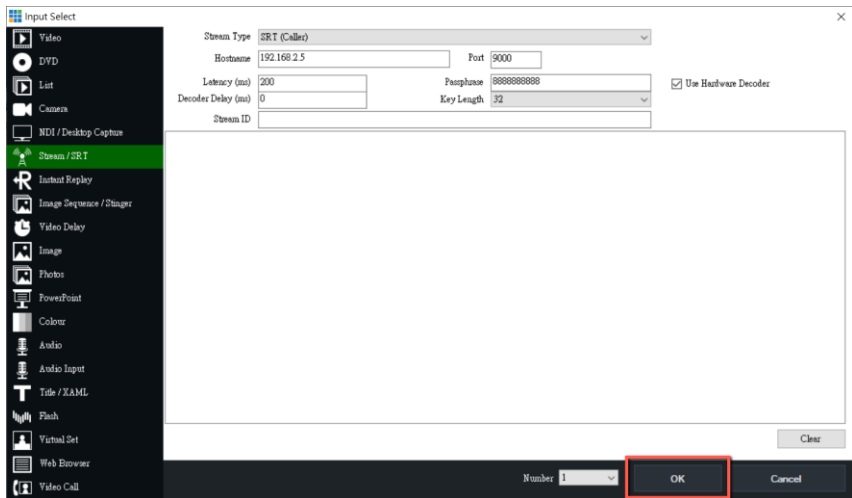 Input Select
Video
DVD
List
Camera
NDI / Desktop Capture
Stream / SRT
Instant Replay
Image Sequence / Stinger
Video Delay
Image
Photos
PowerPoint
Colour
Audio
Audio Input
Title / XAML
Flash
Virtual Set
Web Browser
Video Call
Stream Type SRT (Caller)
Hostname 192.168.2.5 Port 9000
Latency (ms) 200 Passphrase 8888888888 Use Hardware Decoder
Decoder Delay (ms) 0 Key Length 32
Stream ID
Clear
Number 1 OK Cancel